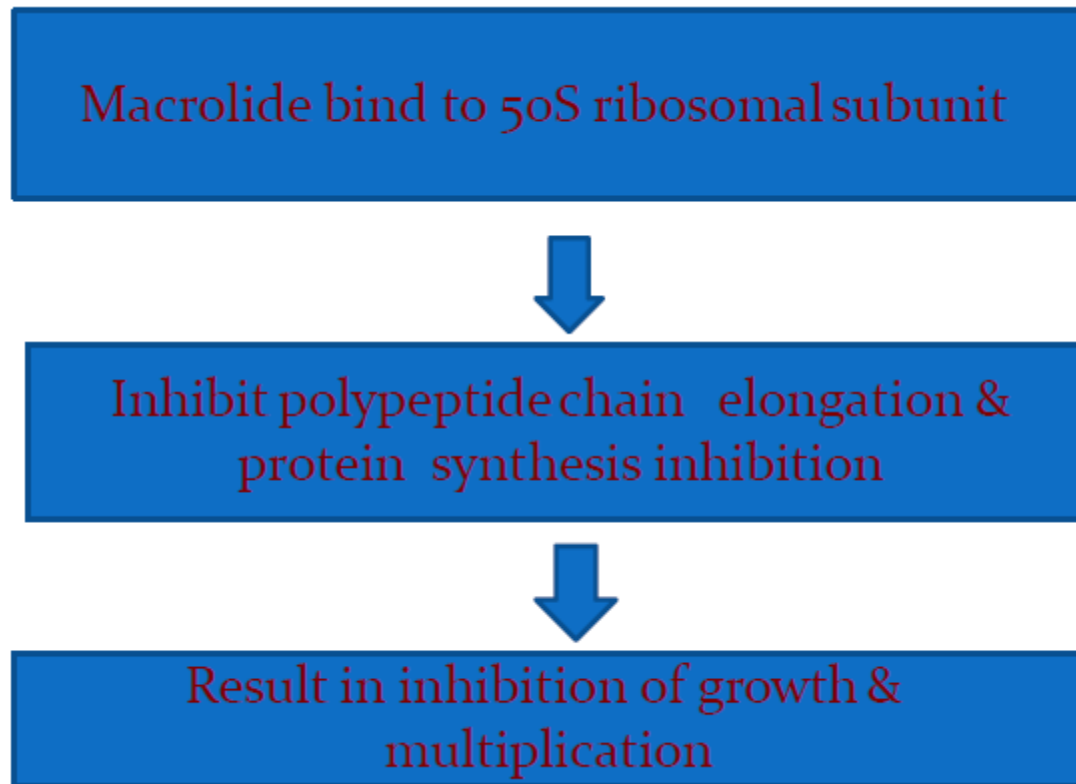 Macrolide bind to 50S ribosomal subunit
Inhibit polypeptide chain elongation &
protein synthesis inhibition
Result in inhibition of growth &
multiplication